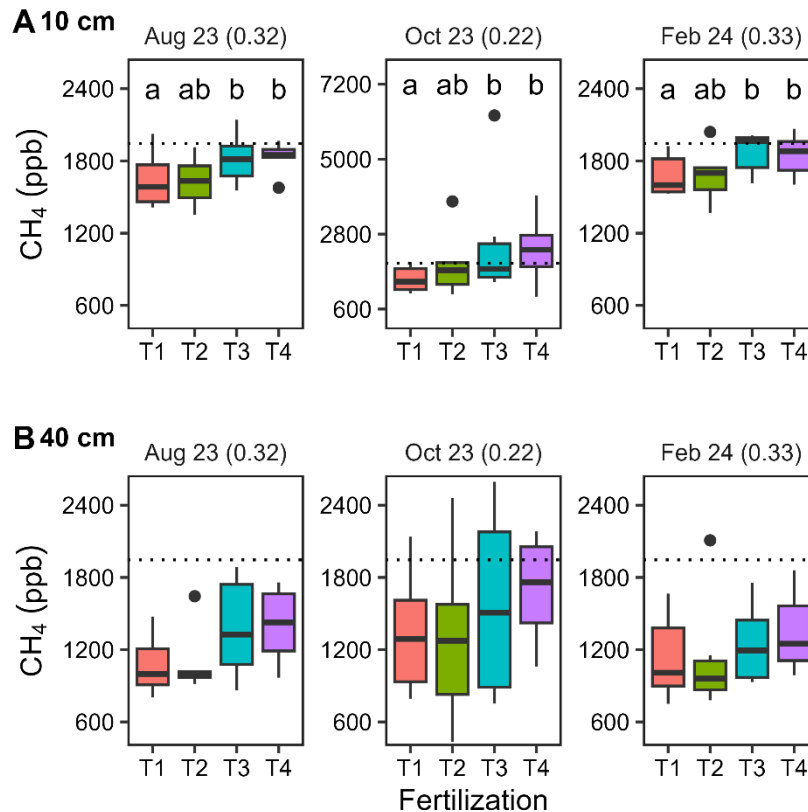 A 10 cm
Aug 23 (0.32) Oct 23 (0.22) Feb 24 (0.33)
a ab b b a ab b b a ab b b
CH₄ (ppb)
2400 1800 1200 600
7200 5000 2800 600
2400 1800 1200 600
T1 T2 T3 T4 T1 T2 T3 T4 T1 T2 T3 T4
B 40 cm
Aug 23 (0.32) Oct 23 (0.22) Feb 24 (0.33)
CH₄ (ppb)
2400 1800 1200 600
2400 1800 1200 600
2400 1800 1200 600
T1 T2 T3 T4 T1 T2 T3 T4 T1 T2 T3 T4
Fertilization